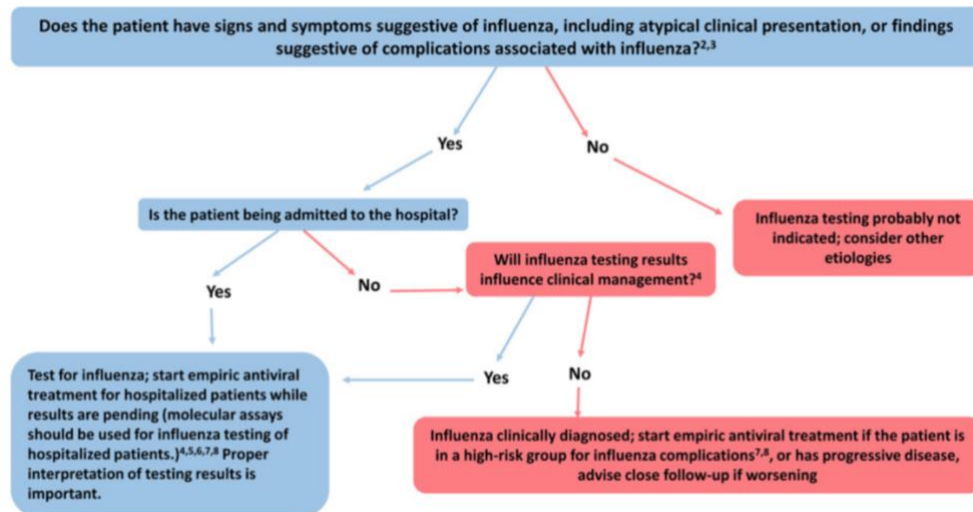 Does the patient have signs and symptoms suggestive of influenza, including atypical clinical presentation, or findings
suggestive of complications associated with influenza?2,3
Yes
No
Is the patient being admitted to the hospital?
Influenza testing probably not
indicated; consider other
etiologies
Will influenza testing results
influence clinical management?4
Yes
No
Yes
No
Test for influenza; start empiric antiviral
treatment for hospitalized patients while
results are pending (molecular assays
should be used for influenza testing of
hospitalized patients.)4,5,6,7,8 Proper
interpretation of testing results is
important.
Influenza clinically diagnosed; start empiric antiviral treatment if the patient is
in a high-risk group for influenza complications7,8, or has progressive disease,
advise close follow-up if worsening